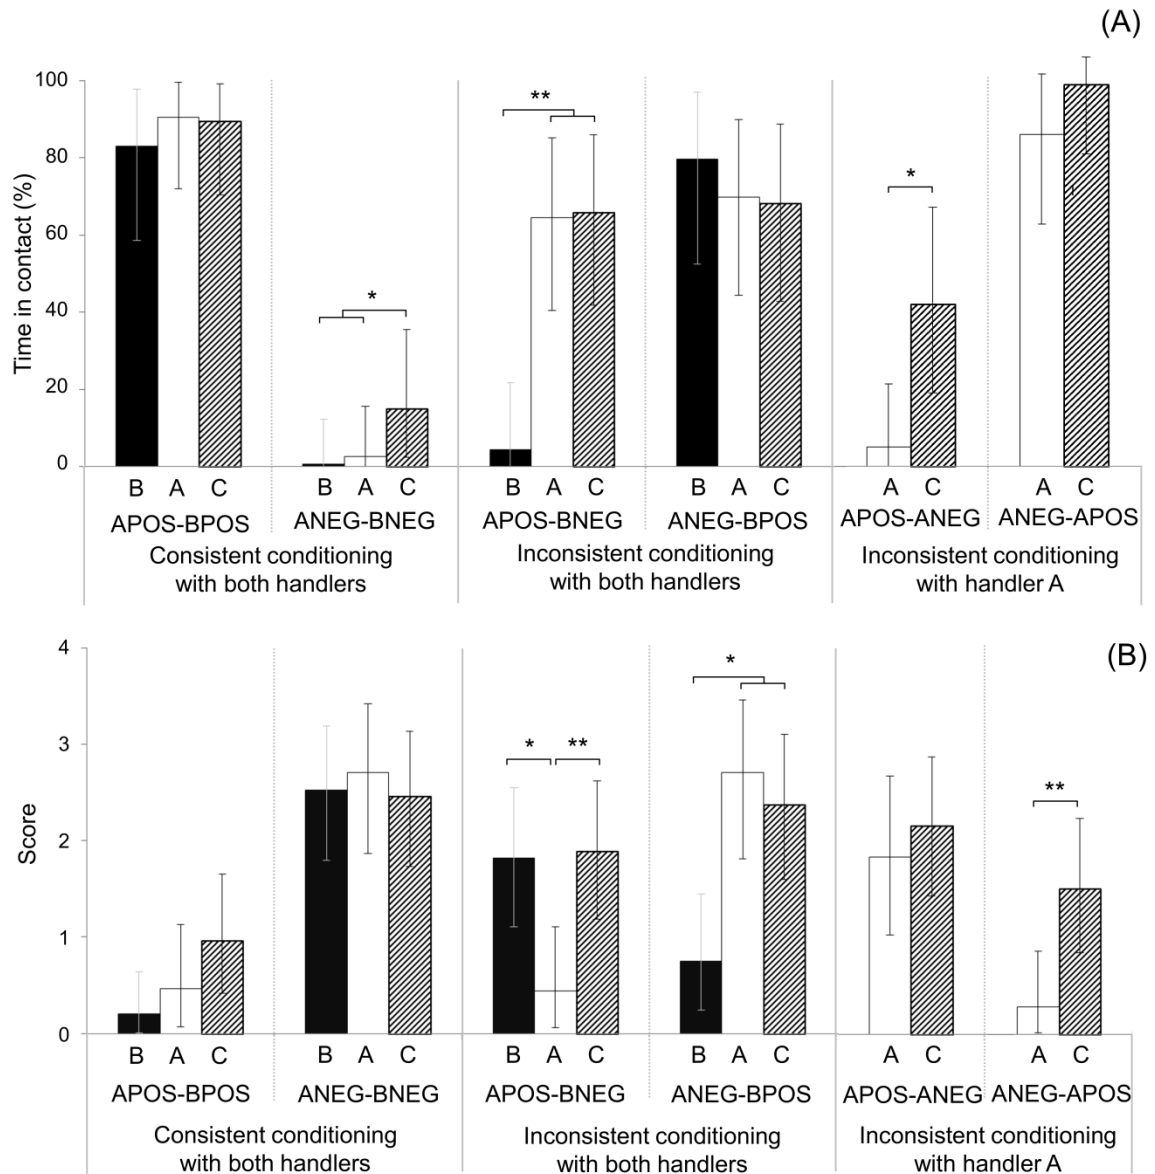 (A)
Time in contact (%)
100
80
60
40
20
0
*
**
*
B A C B A C B A C B A C A C A C
APOS-BPOS ANEG-BNEG APOS-BNEG ANEG-BPOS APOS-ANEG ANEG-APOS
Consistent conditioning Inconsistent conditioning Inconsistent conditioning
with both handlers with both handlers with handler A
(B)
Score
4
3
2
1
0
* ** * **
B A C B A C B A C B A C A C A C
APOS-BPOS ANEG-BNEG APOS-BNEG ANEG-BPOS APOS-ANEG ANEG-APOS
Consistent conditioning Inconsistent conditioning Inconsistent conditioning
with both handlers with both handlers with handler A